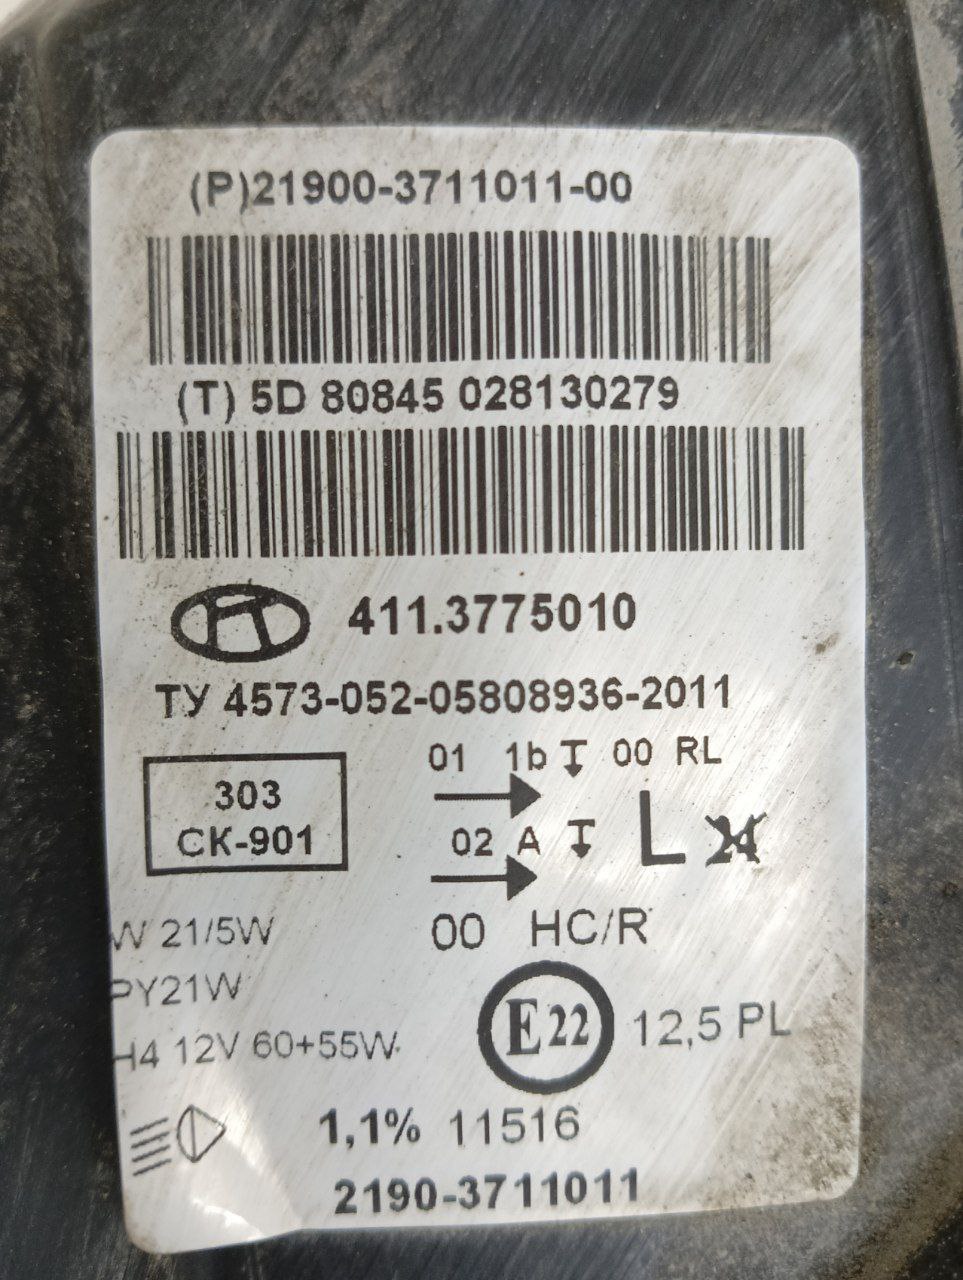 (P)21900-3711011-00
(T) 5D 80845 028130279
411.3775010
ТУ 4573-052-05808936-2011
01 1b 00 RL
303
02 A L 24
СК-901
W 21/5W
00 HC/R
PY21W
E22 12,5 PL
H4 12V 60+55W
1,1% 11516
2190-3711011